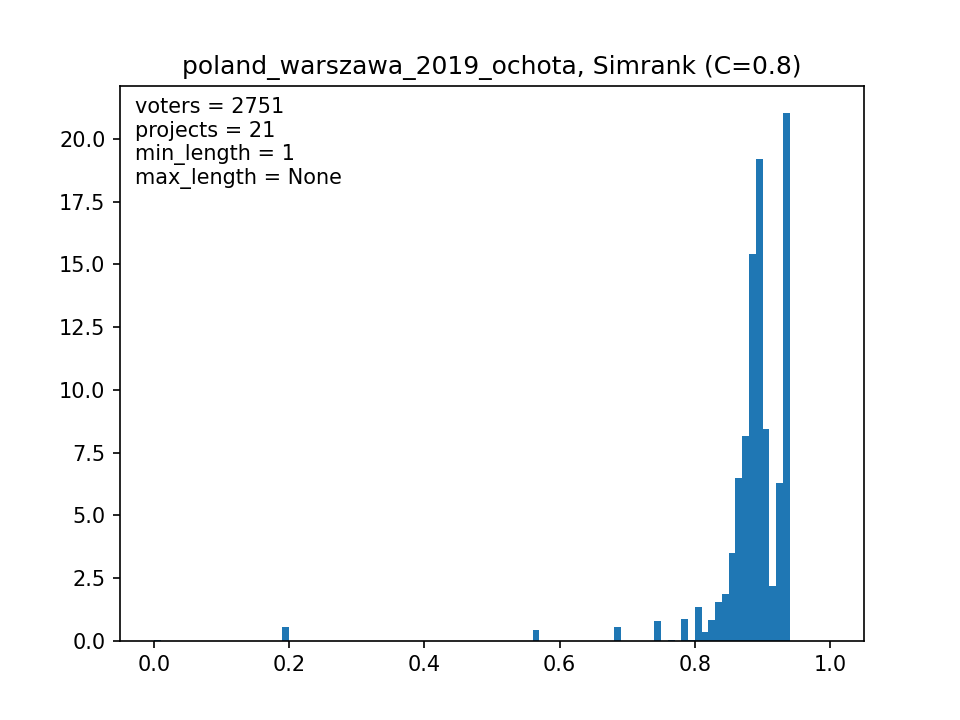 poland_warszawa_2019_ochota, Simrank (C=0.8)
voters = 2751
projects = 21
min_length = 1
max_length = None
20.0
17.5
15.0
12.5
10.0
7.5
5.0
2.5
0.0
0.0 0.2 0.4 0.6 0.8 1.0